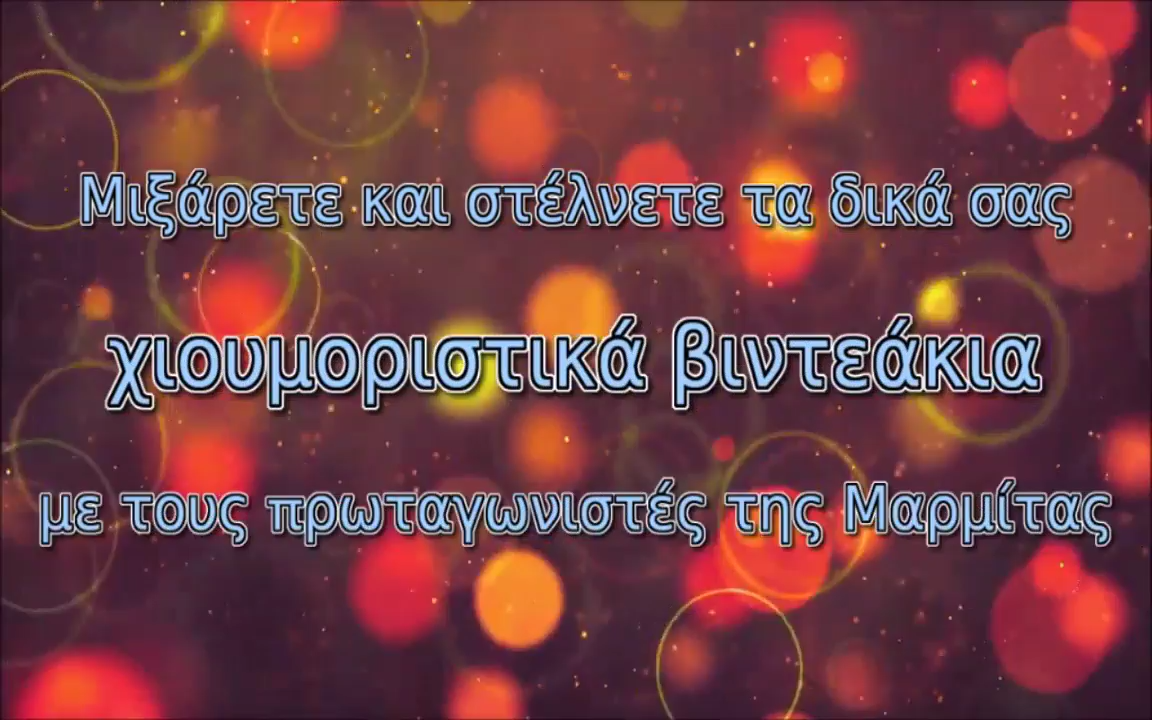 Μιξάρετε και στέλνετε τα δικά σας
χιουμοριστικά βιντεάκια
με τους πρωταγωνιστές της Μαρμίτας